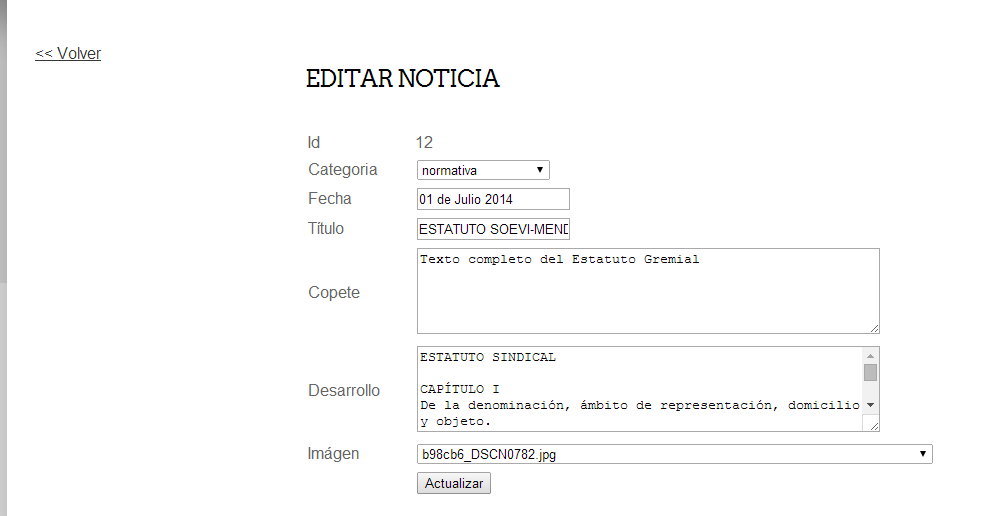 << Volver
EDITAR NOTICIA
Id 12
Categoria normativa
Fecha 01 de Julio 2014
Título ESTATUTO SOEVI-MEND
Copete Texto completo del Estatuto Gremial
Desarrollo ESTATUTO SINDICAL
CAPÍTULO I
De la denominación, ámbito de representación, domicilio
y objeto.
Imágen b98cb6_DSCN0782.jpg
Actualizar